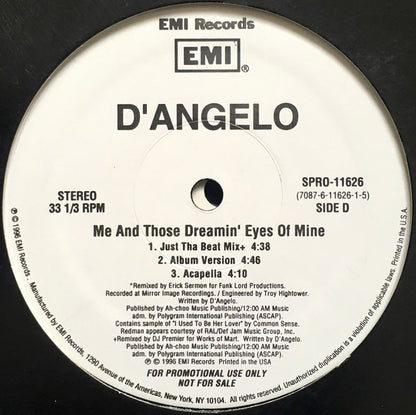 EMI Records
EMI®
D'ANGELO
STEREO
33 1/3 RPM
SPRO-11626
(7087-6-11626-1-5)
SIDE D
Me And Those Dreamin' Eyes Of Mine
1. Just Tha Beat Mix+ 4:38
2. Album Version 4:46
3. Acapella 4:10
*Remixed by Erick Sermon for Funk Lord Productions.
Recorded at Mirror Image Recordings. / Engineered by Troy Hightower.
Written by D'Angelo.
Published by Ah-choo Music Publishing/12:00 AM Music
adm. by Polygram International Publishing (ASCAP).
Contains sample of "I Used To Be Her Lover" by Common Sense.
Redman appears courtesy of RAL/Def Jam Music Group, Inc.
+Remixed by DJ Premier for Works of Mart. Written by D'Angelo.
Published by Ah-choo Music Publishing/12:00 AM Music
adm. by Polygram International Publishing (ASCAP).
℗ © 1996 EMI Records Printed in the U.S.A.
FOR PROMOTIONAL USE ONLY
NOT FOR SALE
℗ © 1996 EMI Records. Manufactured by EMI Records, 1290 Avenue of the Americas, New York, NY 10104. All rights reserved. Unauthorized duplication is a violation of applicable laws. Printed in U.S.A.